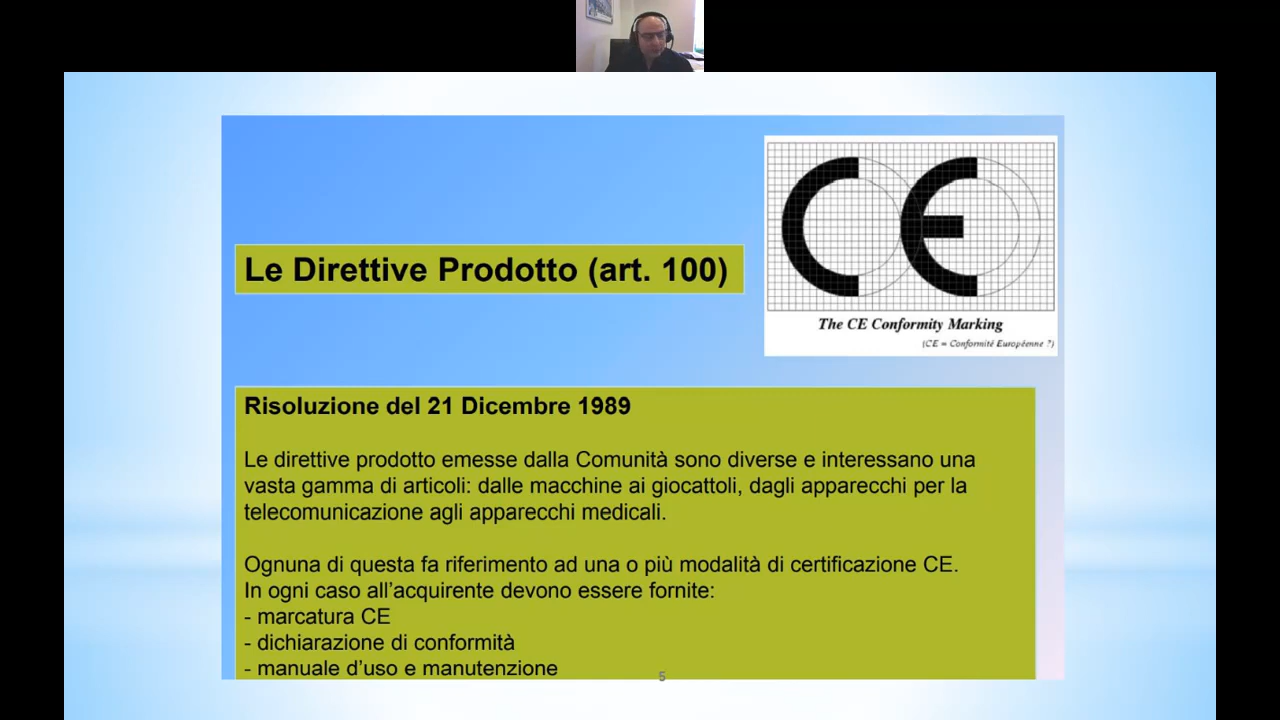 CE
Le Direttive Prodotto (art. 100)
The CE Conformity Marking
(CE = Conformité Européenne ?)
Risoluzione del 21 Dicembre 1989
Le direttive prodotto emesse dalla Comunità sono diverse e interessano una
vasta gamma di articoli: dalle macchine ai giocattoli, dagli apparecchi per la
telecomunicazione agli apparecchi medicali.
Ognuna di questa fa riferimento ad una o più modalità di certificazione CE.
In ogni caso all’acquirente devono essere fornite:
- marcatura CE
- dichiarazione di conformità
- manuale d’uso e manutenzione
5